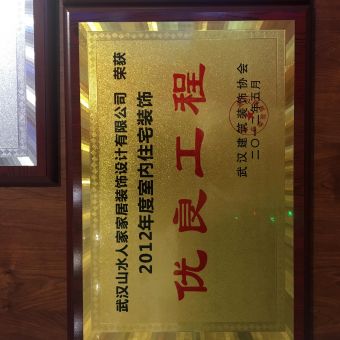 武汉山水人家家居装饰设计有限公司 荣获
2012年度室内住宅装饰
优良工程
武汉建筑装饰协会
二〇一三年五月